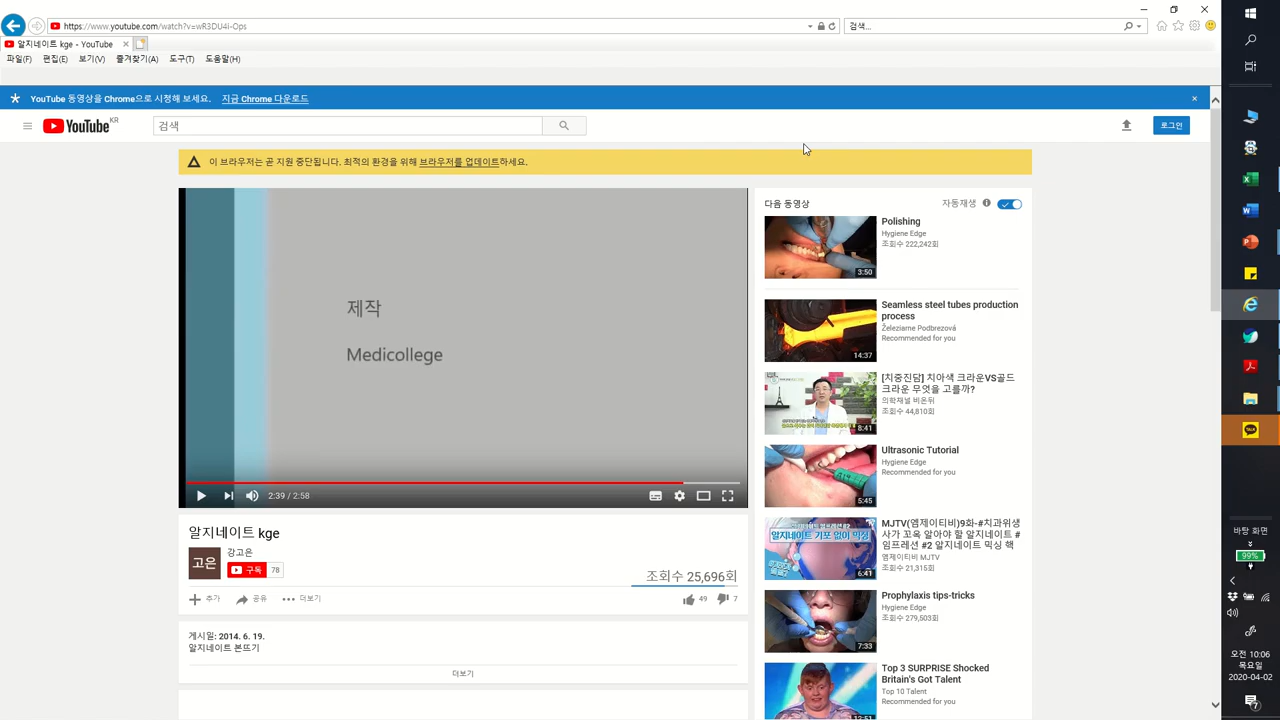 https://www.youtube.com/watch?v=wR3DU4i-Ops
검색...
알지네이트 kge - YouTube
파일(F) 편집(E) 보기(V) 즐겨찾기(A) 도구(T) 도움말(H)
YouTube 동영상을 Chrome으로 시청해 보세요. 지금 Chrome 다운로드
YouTube KR
검색
로그인
이 브라우저는 곧 지원 중단됩니다. 최적의 환경을 위해 브라우저를 업데이트하세요.
제작
Medicollege
2:39 / 2:58
알지네이트 kge
고은
강고은
구독 78
조회수 25,696회
추가 공유 더보기
49 7
게시일: 2014. 6. 19.
알지네이트 본뜨기
더보기
다음 동영상
자동재생
Polishing
Hygiene Edge
조회수 222,242회
3:50
Seamless steel tubes production
process
Železiarne Podbrezová
Recommended for you
14:37
[치중진담] 치아색 크라운VS골드
크라운 무엇을 고를까?
의학채널 비온뒤
조회수 44,810회
8:41
Ultrasonic Tutorial
Hygiene Edge
Recommended for you
5:45
MJTV(엠제이티비)9화-#치과위생
사가 꼬옥 알아야 할 알지네이트 #
임프레션 #2 알지네이트 믹싱 핵
엠제이티비 MJTV
조회수 21,315회
알지네이트 기포 없이 믹싱
6:41
Prophylaxis tips-tricks
Hygiene Edge
조회수 279,503회
7:33
Top 3 SURPRISE Shocked
Britain's Got Talent
Top 10 Talent
Recommended for you
12:51
TALK
바탕 화면
99%
오전 10:06
목요일
2020-04-02
7